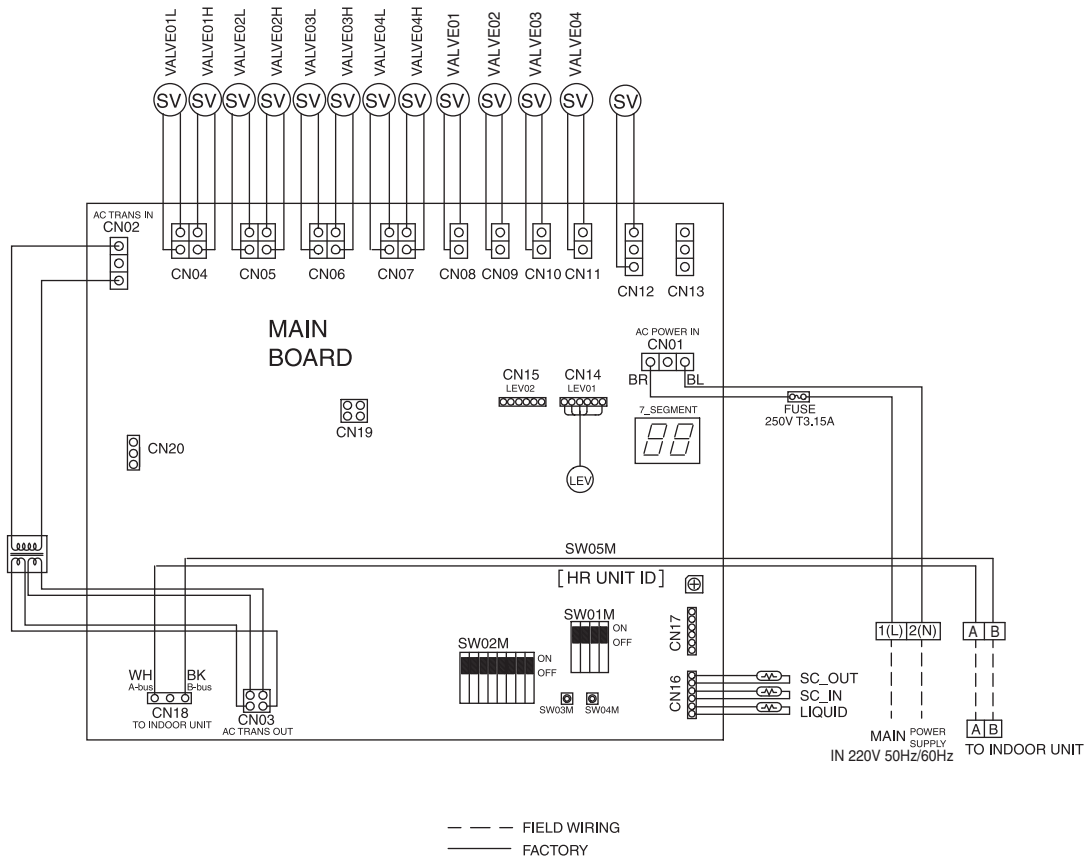 VALVE01L
VALVE01H
VALVE02L
VALVE02H
VALVE03L
VALVE03H
VALVE04L
VALVE04H
VALVE01
VALVE02
VALVE03
VALVE04
SV SV SV SV SV SV SV SV SV SV SV SV SV
AC TRANS IN
CN02
CN04 CN05 CN06 CN07 CN08 CN09 CN10 CN11
CN12 CN13
MAIN
BOARD
AC POWER IN
CN01
BR BL
CN15
LEV02
CN14
LEV01
FUSE
250V T3.15A
7_SEGMENT
CN19
CN20
LEV
SW05M
[HR UNIT ID]
SW01M
ON
OFF
CN17
1(L) 2(N)
A B
SW02M
ON
OFF
WH
A-bus
BK
B-bus
CN18
TO INDOOR UNIT
CN03
AC TRANS OUT
SW03M SW04M
CN16
SC_OUT
SC_IN
LIQUID
MAIN POWER SUPPLY
IN 220V 50Hz/60Hz
A B
TO INDOOR UNIT
FIELD WIRING
FACTORY